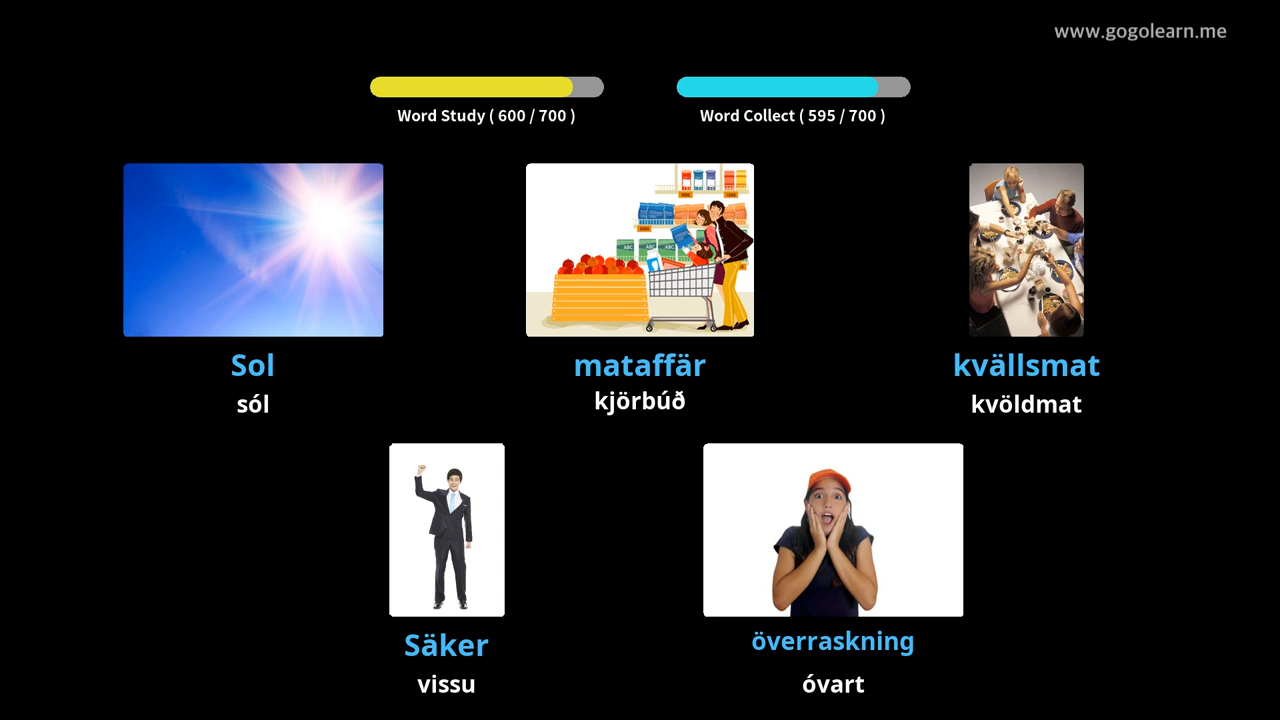 www.gogolearn.me
Word Study ( 600 / 700 )
Word Collect ( 595 / 700 )
Sol
sól
mataffär
kjörbúð
kvällsmat
kvöldmat
Säker
vissu
överraskning
óvart